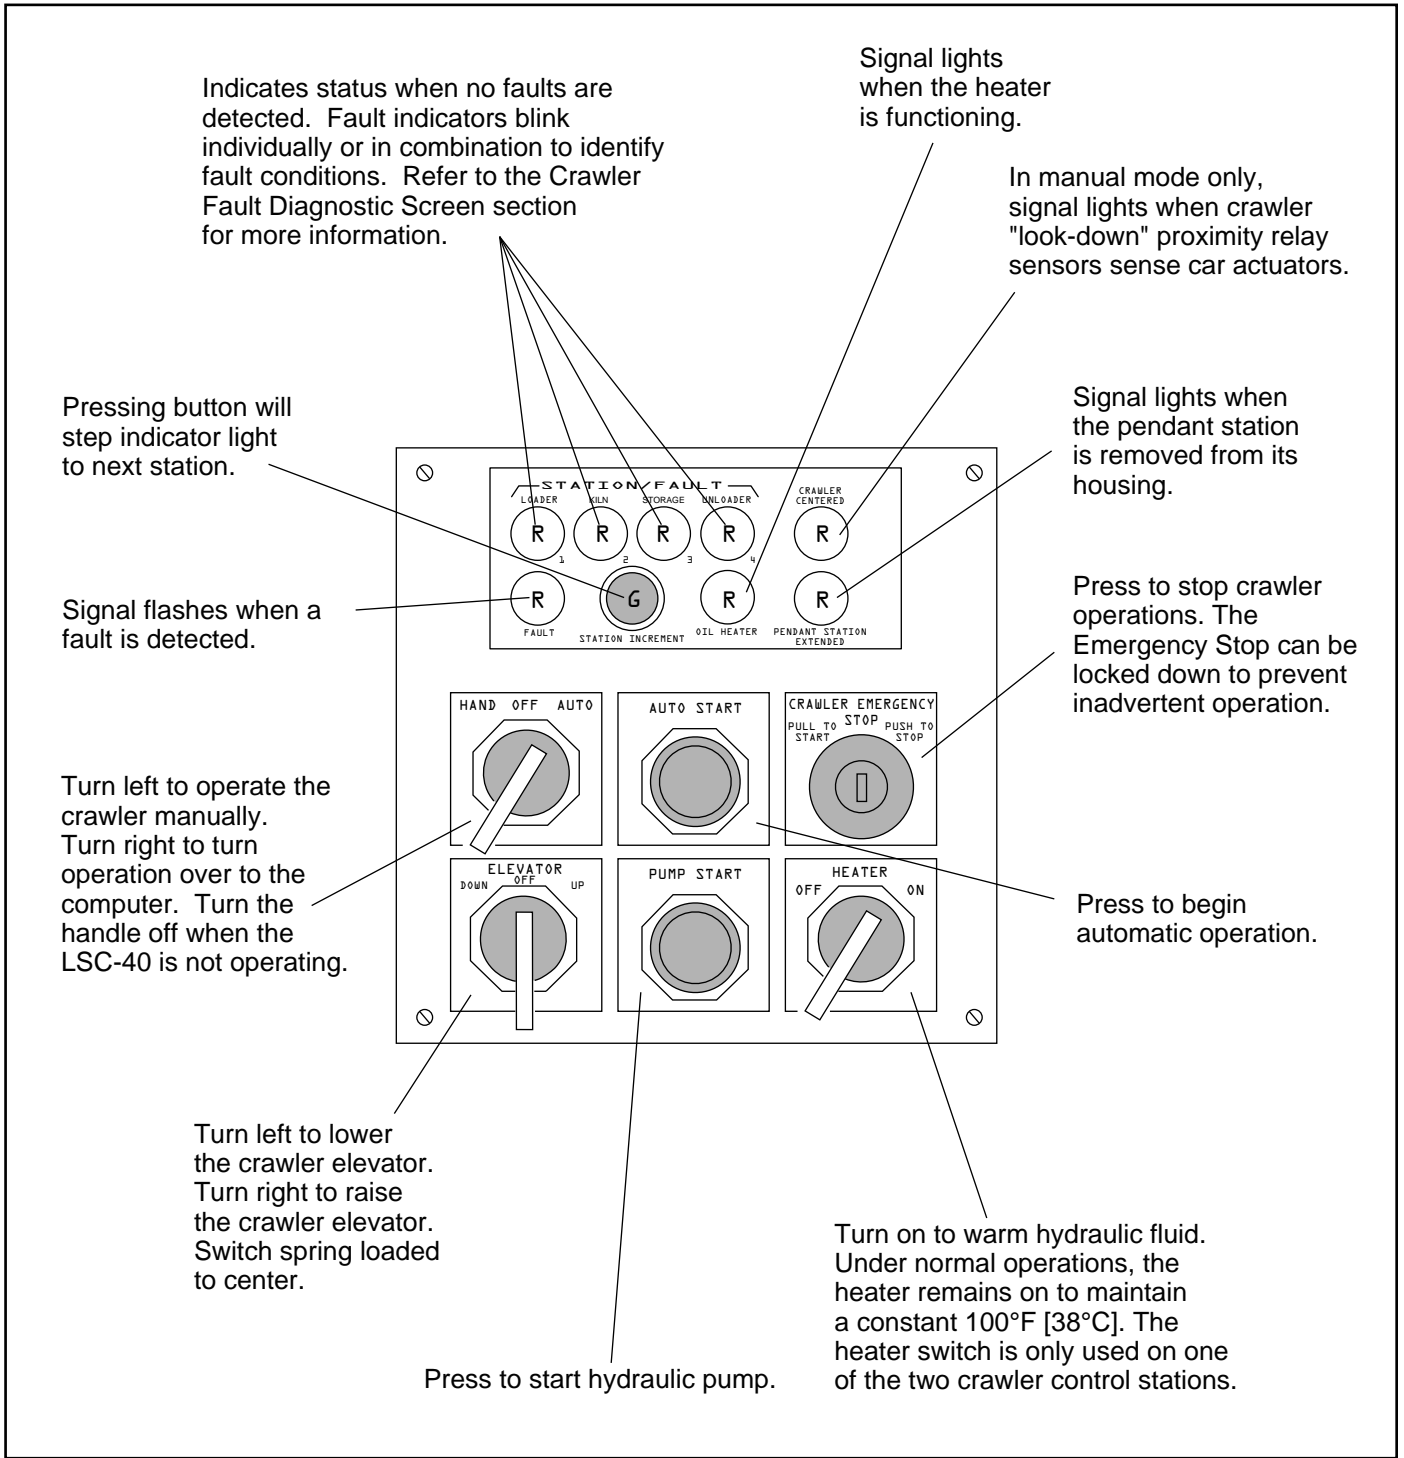 Indicates status when no faults are
detected.  Fault indicators blink
individually or in combination to identify
fault conditions.  Refer to the Crawler
Fault Diagnostic Screen section
for more information.
Signal lights
when the heater
is functioning.
In manual mode only,
signal lights when crawler
"look-down" proximity relay
sensors sense car actuators.
Pressing button will
step indicator light
to next station.
Signal lights when
the pendant station
is removed from its
housing.
Signal flashes when a
fault is detected.
Press to stop crawler
operations.  The
Emergency Stop can be
locked down to prevent
inadvertent operation.
STATION/FAULT
LOADER KILN STORAGE UNLOADER
CRAWLER
CENTERED
R R R R R
1 2 3 4
R G R R
FAULT
STATION INCREMENT
OIL HEATER
PENDANT STATION
EXTENDED
HAND OFF AUTO
AUTO START
CRAWLER EMERGENCY
STOP
PULL TO
START
PUSH TO
STOP
Turn left to operate the
crawler manually.
Turn right to turn
operation over to the
computer.  Turn the
handle off when the
LSC-40 is not operating.
ELEVATOR
DOWN OFF UP
PUMP START
HEATER
OFF ON
Press to begin
automatic operation.
Turn left to lower
the crawler elevator.
Turn right to raise
the crawler elevator.
Switch spring loaded
to center.
Press to start hydraulic pump.
Turn on to warm hydraulic fluid.
Under normal operations, the
heater remains on to maintain
a constant 100°F [38°C]. The
heater switch is only used on one
of the two crawler control stations.